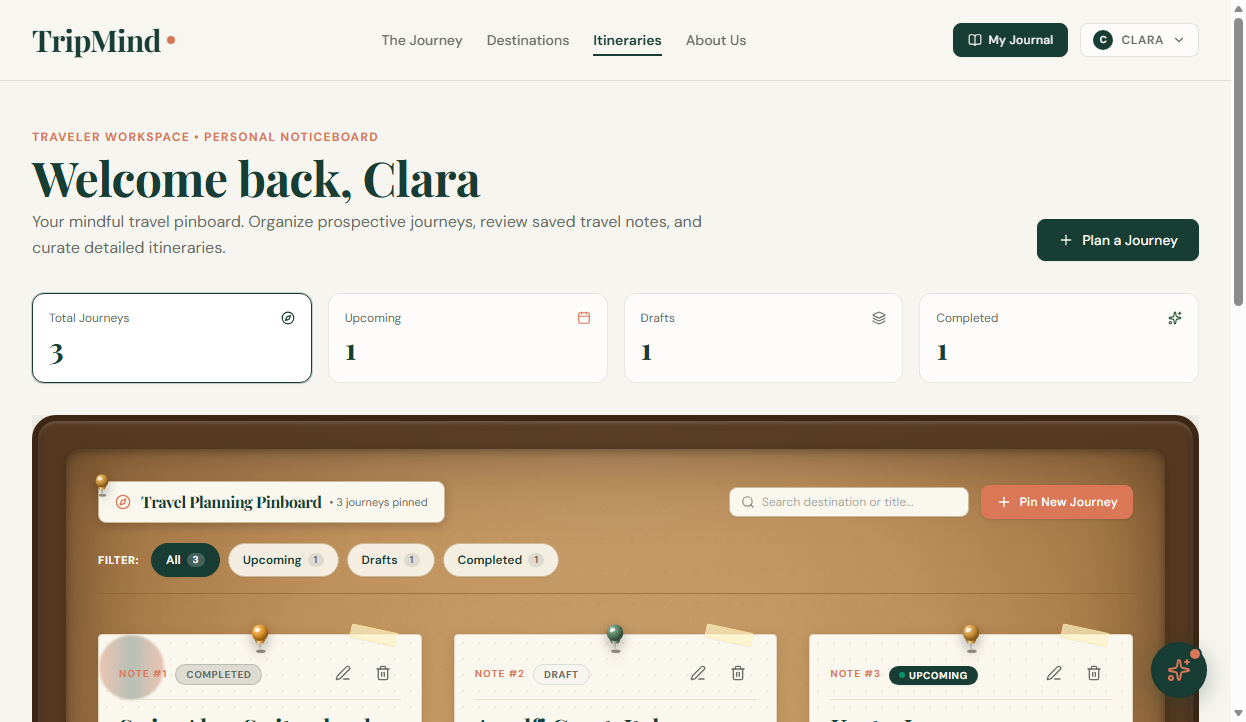 TripMind
The Journey
Destinations
Itineraries
About Us
My Journal
C CLARA
TRAVELER WORKSPACE • PERSONAL NOTICEBOARD
Welcome back, Clara
Your mindful travel pinboard. Organize prospective journeys, review saved travel notes, and
curate detailed itineraries.
+ Plan a Journey
Total Journeys
3
Upcoming
1
Drafts
1
Completed
1
Travel Planning Pinboard • 3 journeys pinned
Search destination or title...
+ Pin New Journey
FILTER:
All 3
Upcoming 1
Drafts 1
Completed 1
NOTE #1 COMPLETED
NOTE #2 DRAFT
NOTE #3 UPCOMING